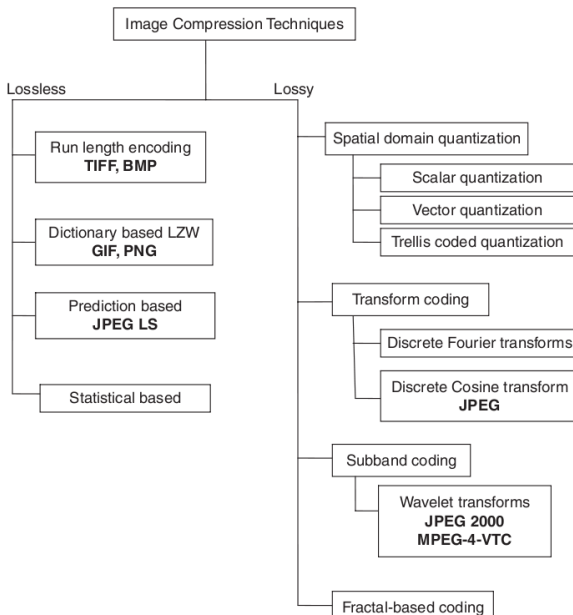 Image Compression Techniques
Lossless
Lossy
Run length encoding
TIFF, BMP
Dictionary based LZW
GIF, PNG
Prediction based
JPEG LS
Statistical based
Spatial domain quantization
Scalar quantization
Vector quantization
Trellis coded quantization
Transform coding
Discrete Fourier transforms
Discrete Cosine transform
JPEG
Subband coding
Wavelet transforms
JPEG 2000
MPEG-4-VTC
Fractal-based coding